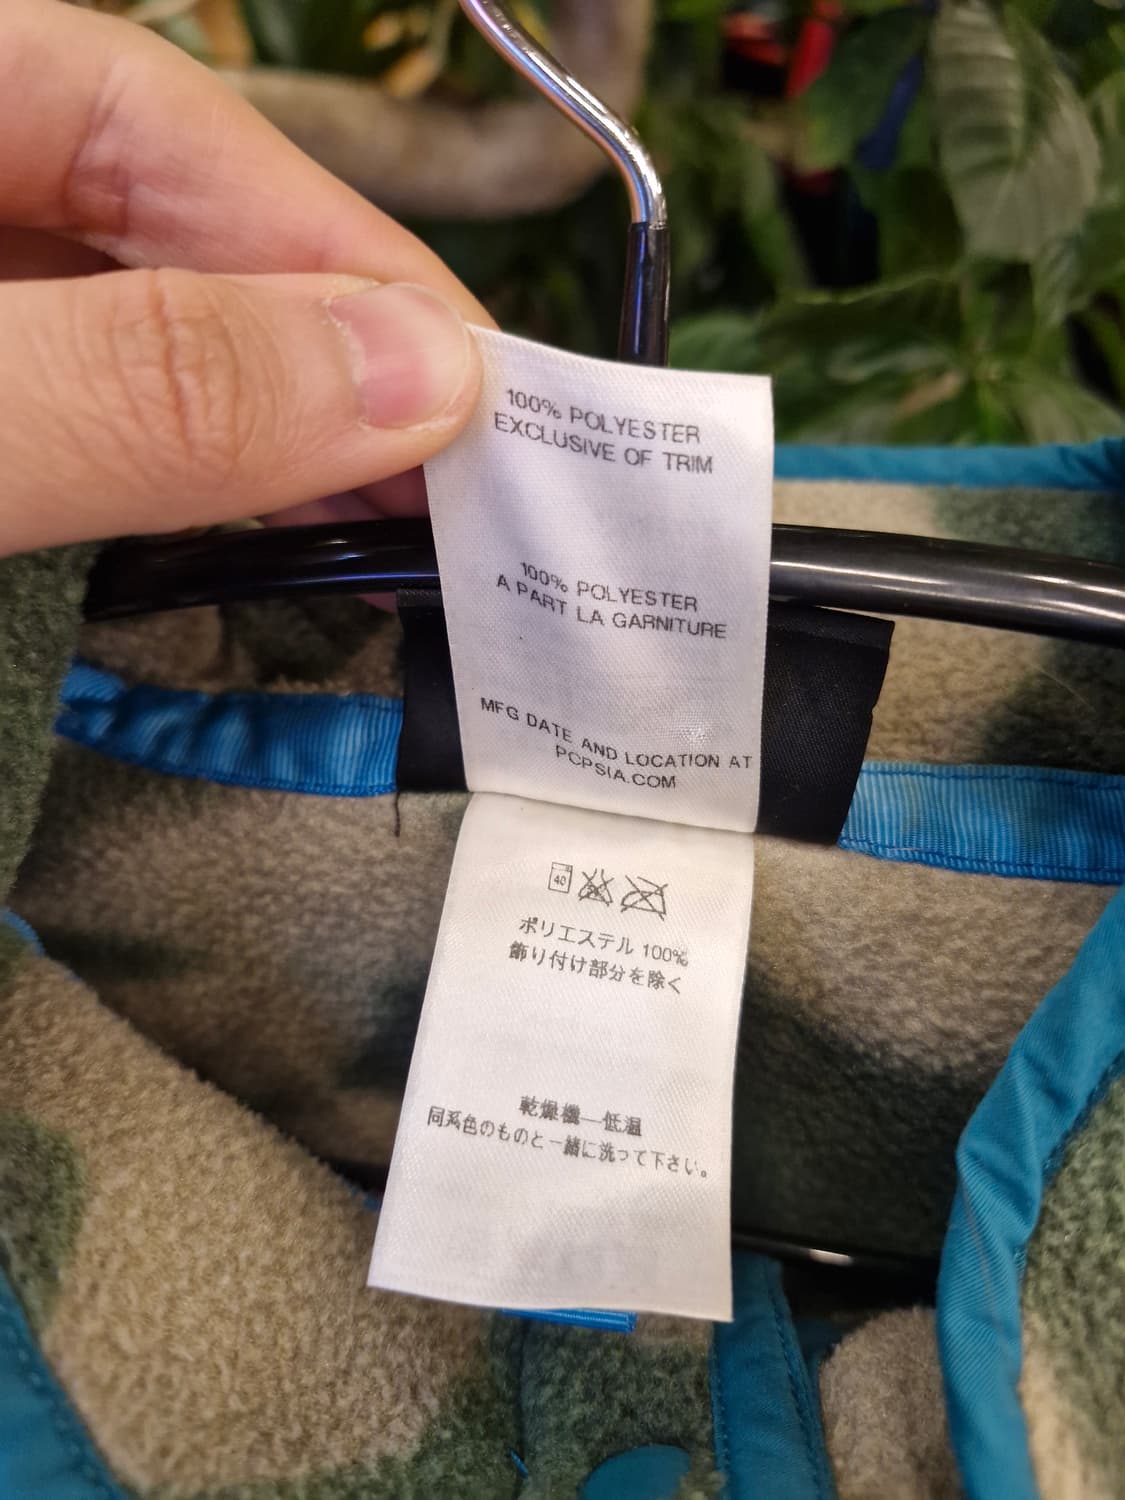 100% POLYESTER
EXCLUSIVE OF TRIM
100% POLYESTER
A PART LA GARNITURE
MFG DATE AND LOCATION AT
PCPSIA.COM
40
ポリエステル 100%
飾り付け部分を除く
乾燥機―低温
同系色のものと一緒に洗って下さい。